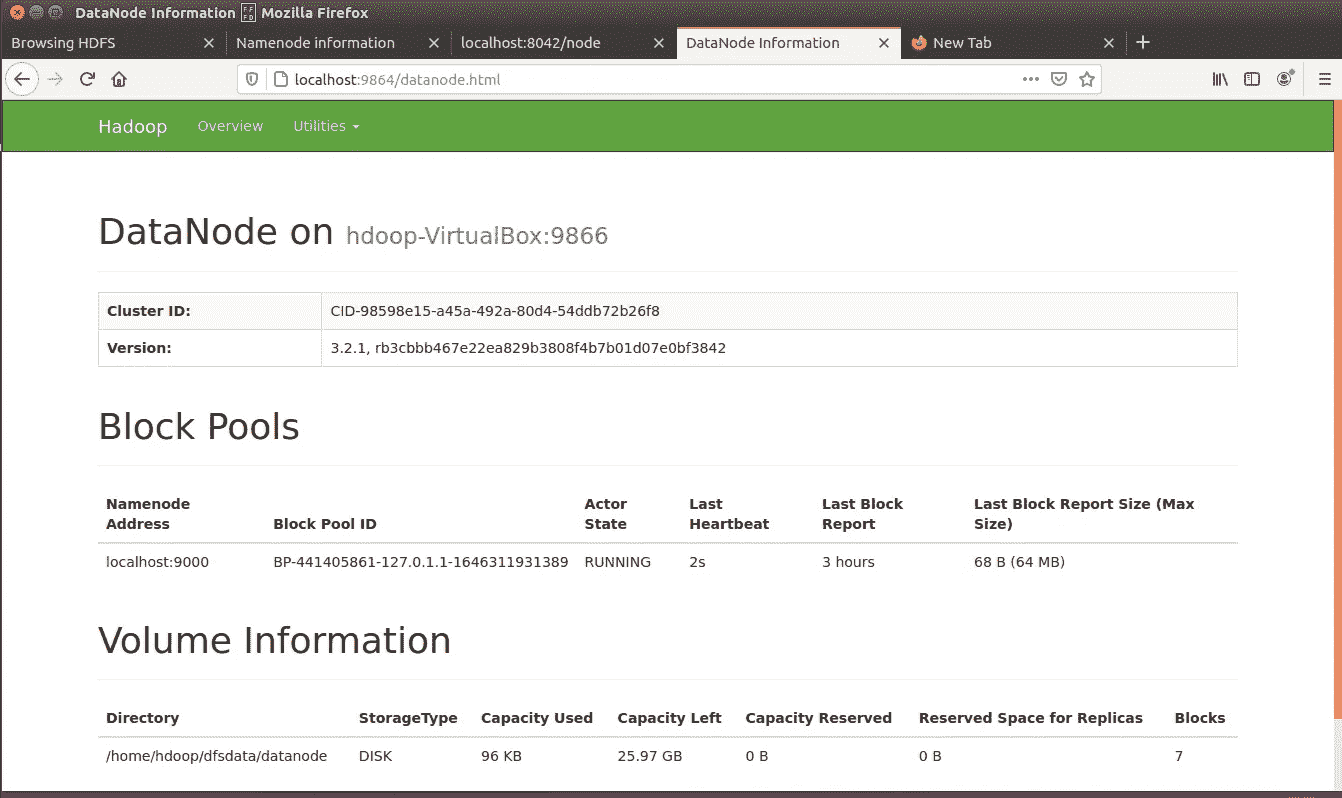 DataNode Information FFFD Mozilla Firefox
Browsing HDFS Namenode information localhost:8042/node DataNode Information New Tab
localhost:9864/datanode.html
Hadoop Overview Utilities
DataNode on hdoop-VirtualBox:9866
Cluster ID: CID-98598e15-a45a-492a-80d4-54ddb72b26f8
Version: 3.2.1, rb3cbbb467e22ea829b3808f4b7b01d07e0bf3842
Block Pools
Namenode Address Block Pool ID Actor State Last Heartbeat Last Block Report Last Block Report Size (Max Size)
localhost:9000 BP-441405861-127.0.1.1-1646311931389 RUNNING 2s 3 hours 68 B (64 MB)
Volume Information
Directory StorageType Capacity Used Capacity Left Capacity Reserved Reserved Space for Replicas Blocks
/home/hdoop/dfsdata/datanode DISK 96 KB 25.97 GB 0 B 0 B 7